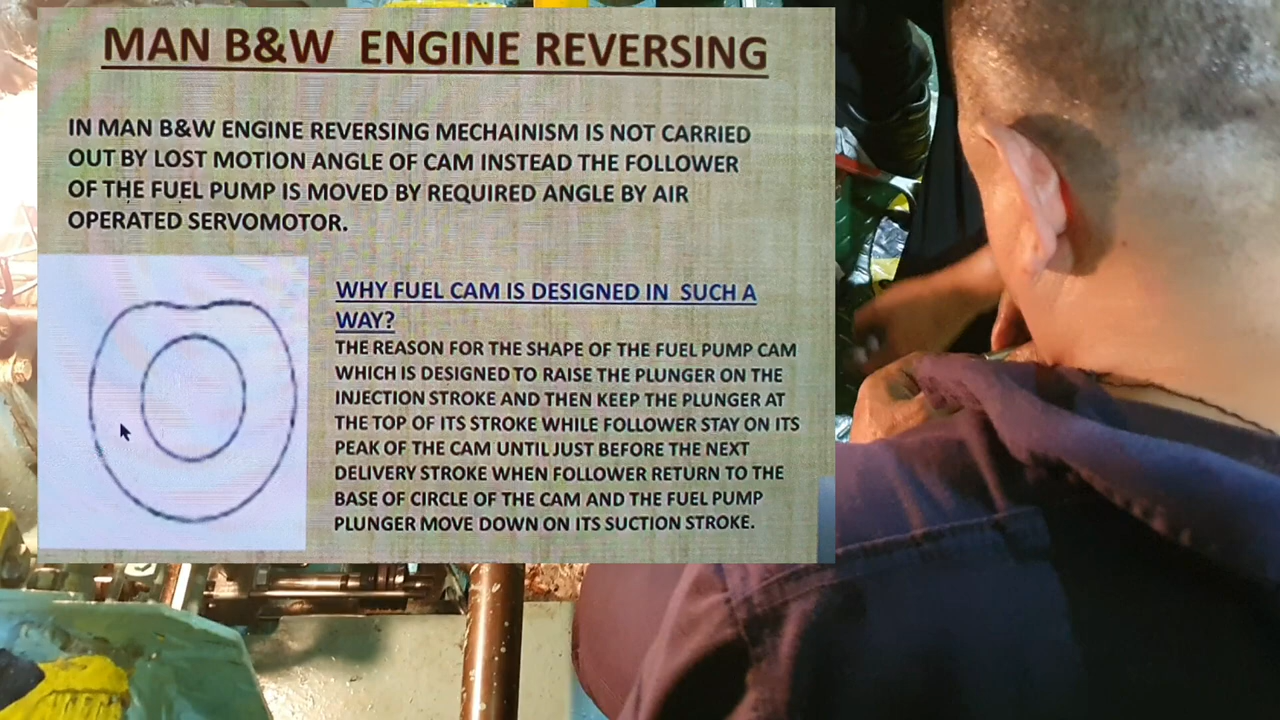 MAN B&W ENGINE REVERSING
IN MAN B&W ENGINE REVERSING MECHAINISM IS NOT CARRIED
OUT BY LOST MOTION ANGLE OF CAM INSTEAD THE FOLLOWER
OF THE FUEL PUMP IS MOVED BY REQUIRED ANGLE BY AIR
OPERATED SERVOMOTOR.
WHY FUEL CAM IS DESIGNED IN SUCH A
WAY?
THE REASON FOR THE SHAPE OF THE FUEL PUMP CAM
WHICH IS DESIGNED TO RAISE THE PLUNGER ON THE
INJECTION STROKE AND THEN KEEP THE PLUNGER AT
THE TOP OF ITS STROKE WHILE FOLLOWER STAY ON ITS
PEAK OF THE CAM UNTIL JUST BEFORE THE NEXT
DELIVERY STROKE WHEN FOLLOWER RETURN TO THE
BASE OF CIRCLE OF THE CAM AND THE FUEL PUMP
PLUNGER MOVE DOWN ON ITS SUCTION STROKE.